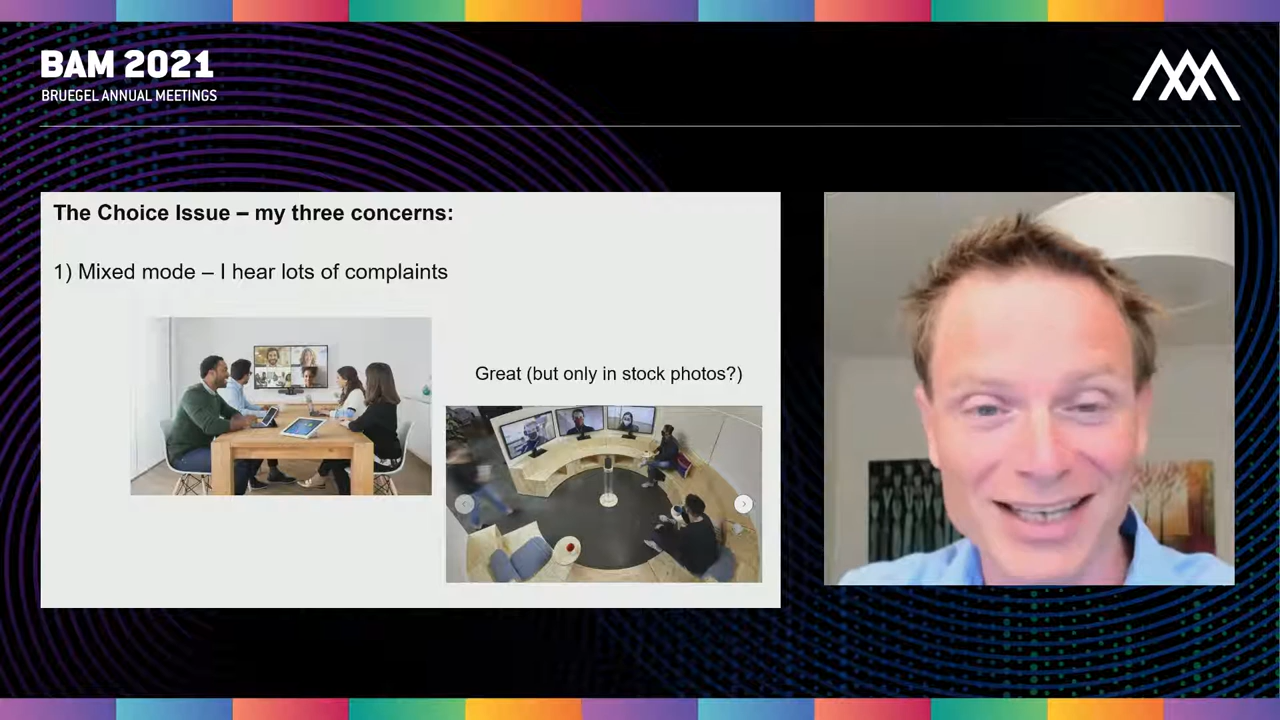 BAM 2021
BRUEGEL ANNUAL MEETINGS
The Choice Issue – my three concerns:
1) Mixed mode – I hear lots of complaints
Great (but only in stock photos?)